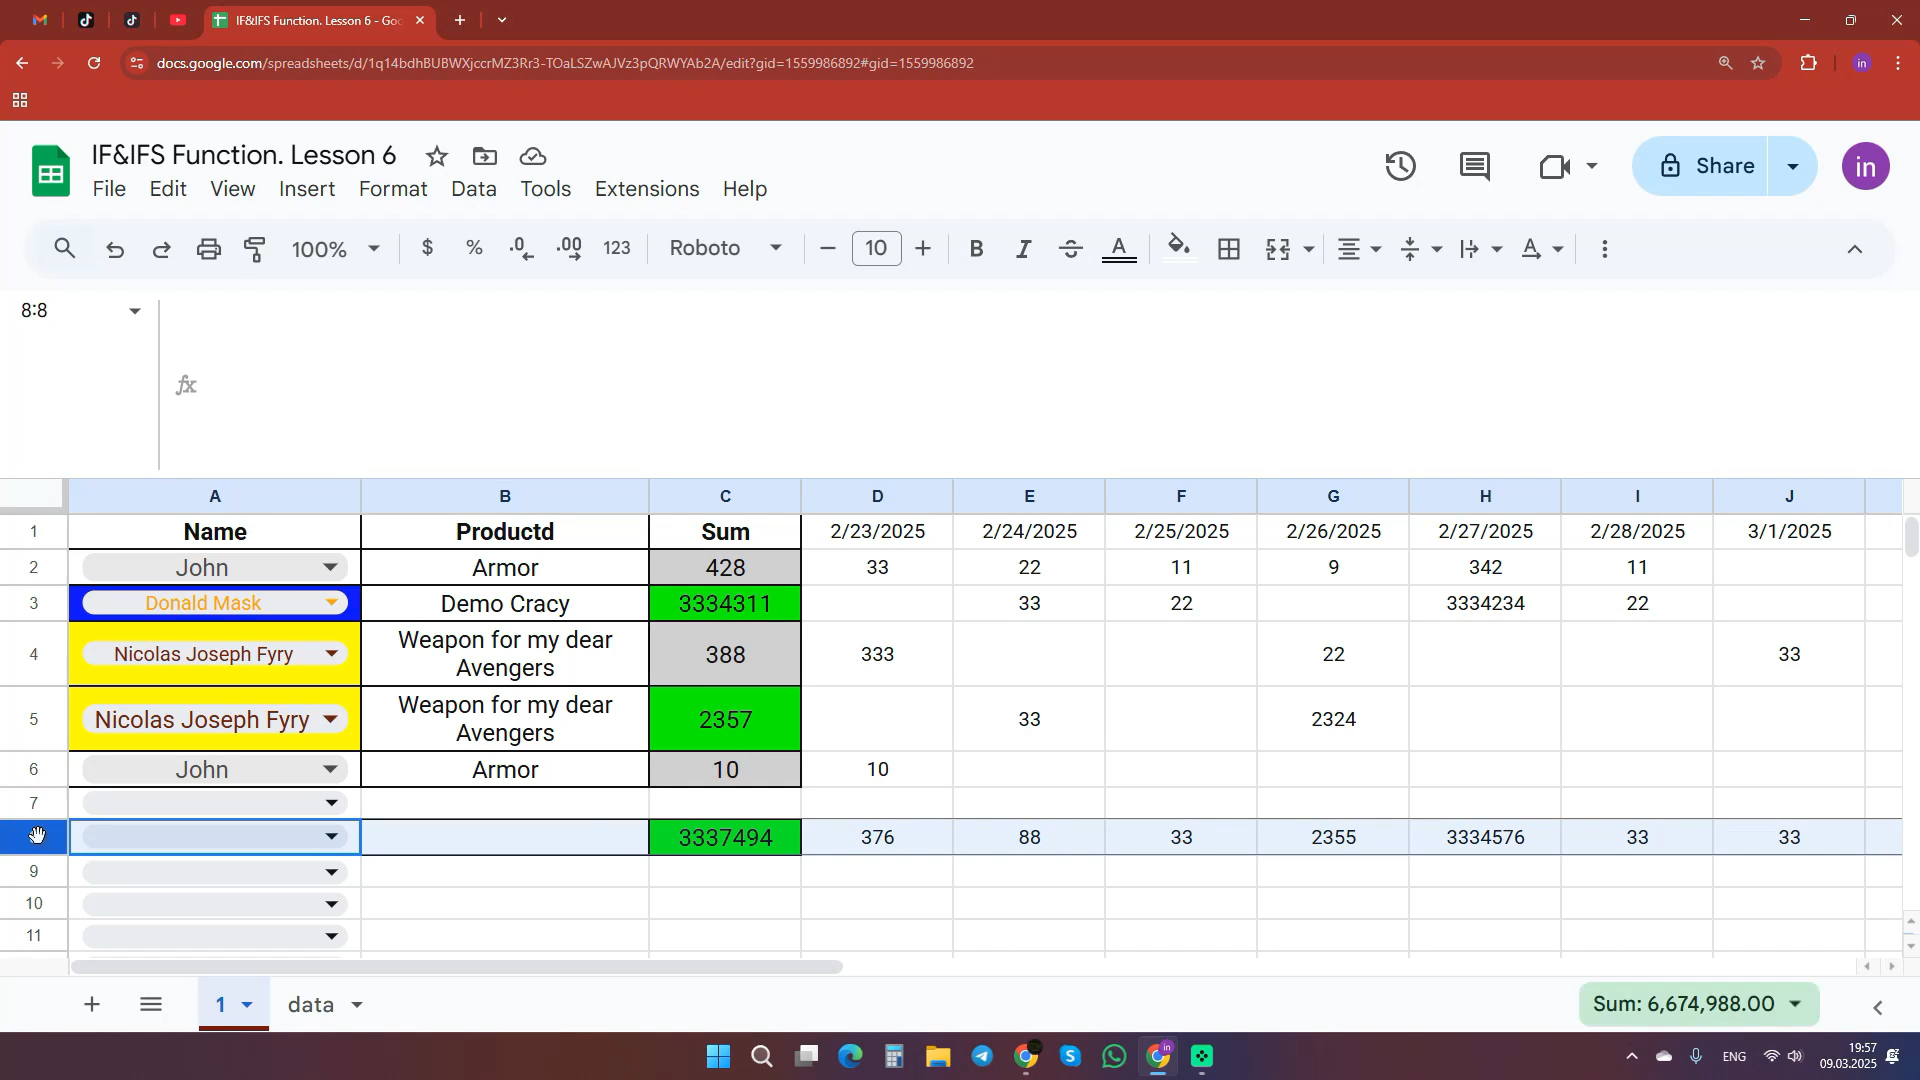 IF&IFS Function. Lesson 6 - Goo
docs.google.com/spreadsheets/d/1q14bdhBUBWXjccrMZ3Rr3-TOaLSZwAJVz3pQRWYAb2A/edit?gid=1559986892#gid=1559986892
in
IF&IFS Function. Lesson 6
File Edit View Insert Format Data Tools Extensions Help
Share
in
100% $ % .0 .00 123 Roboto 10 B I A A
8:8
fx
A B C D E F G H I J
1 Name Productd Sum 2/23/2025 2/24/2025 2/25/2025 2/26/2025 2/27/2025 2/28/2025 3/1/2025
2 John Armor 428 33 22 11 9 342 11
3 Donald Mask Demo Cracy 3334311 33 22 3334234 22
4 Nicolas Joseph Fyry Weapon for my dear
Avengers 388 333 22 33
5 Nicolas Joseph Fyry Weapon for my dear
Avengers 2357 33 2324
6 John Armor 10 10
7
3337494 376 88 33 2355 3334576 33 33
9
10
11
1 data Sum: 6,674,988.00
in
ENG 19:57
09.03.2025